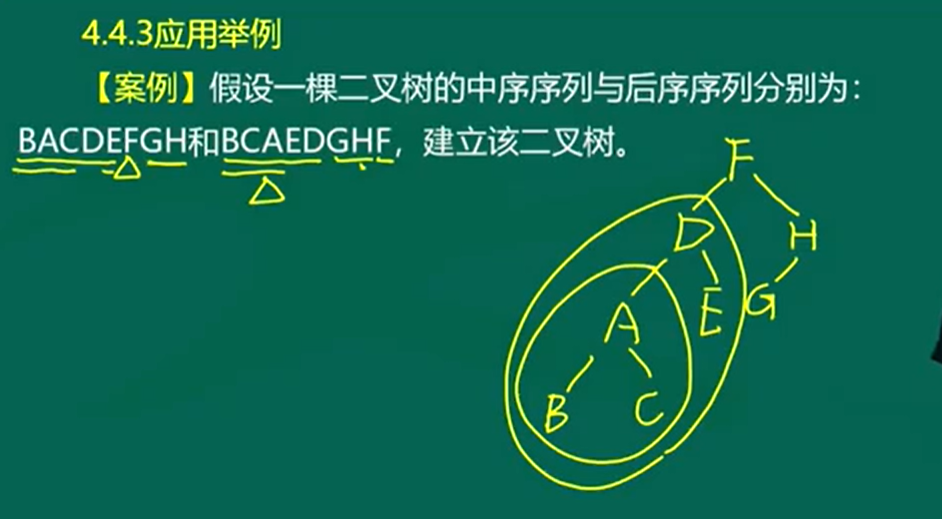 4.4.3应用举例
【案例】假设一棵二叉树的中序序列与后序序列分别为：
BACDEFGH和BCAEDGHF，建立该二叉树。
F
D H
A E G
B C